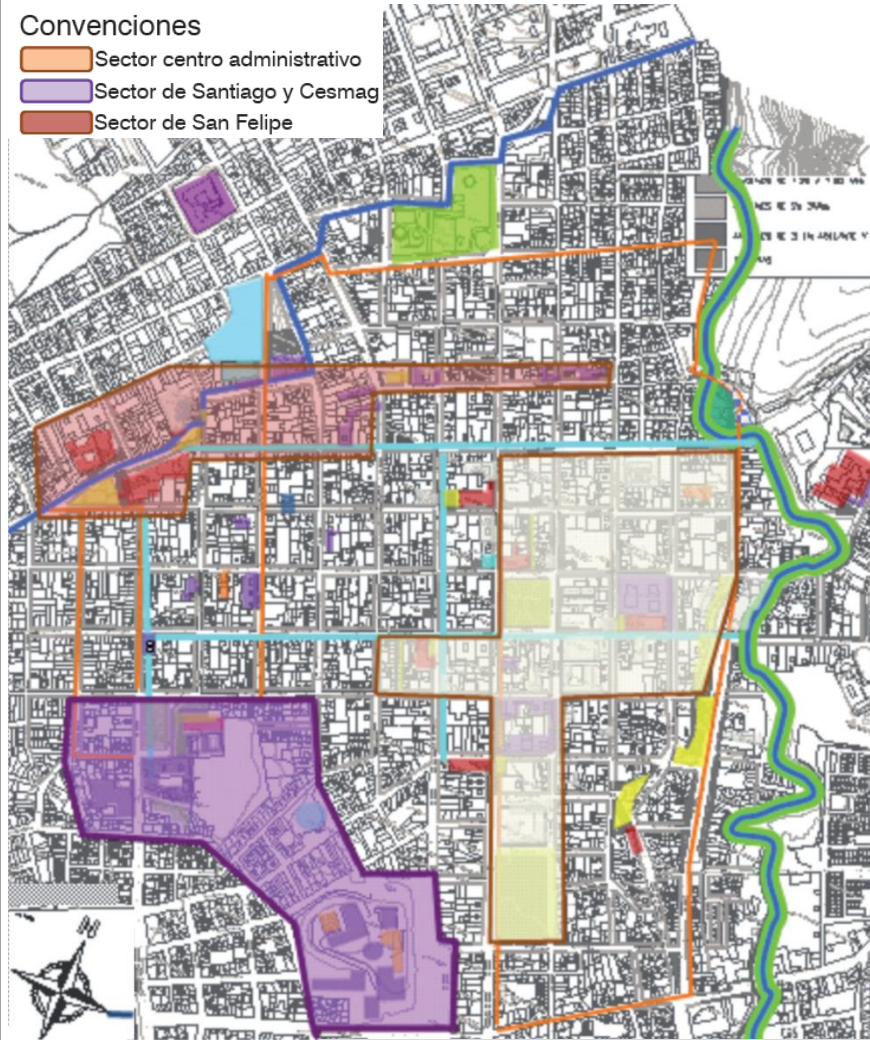 Convenciones
Sector centro administrativo
Sector de Santiago y Cesmag
Sector de San Felipe
N